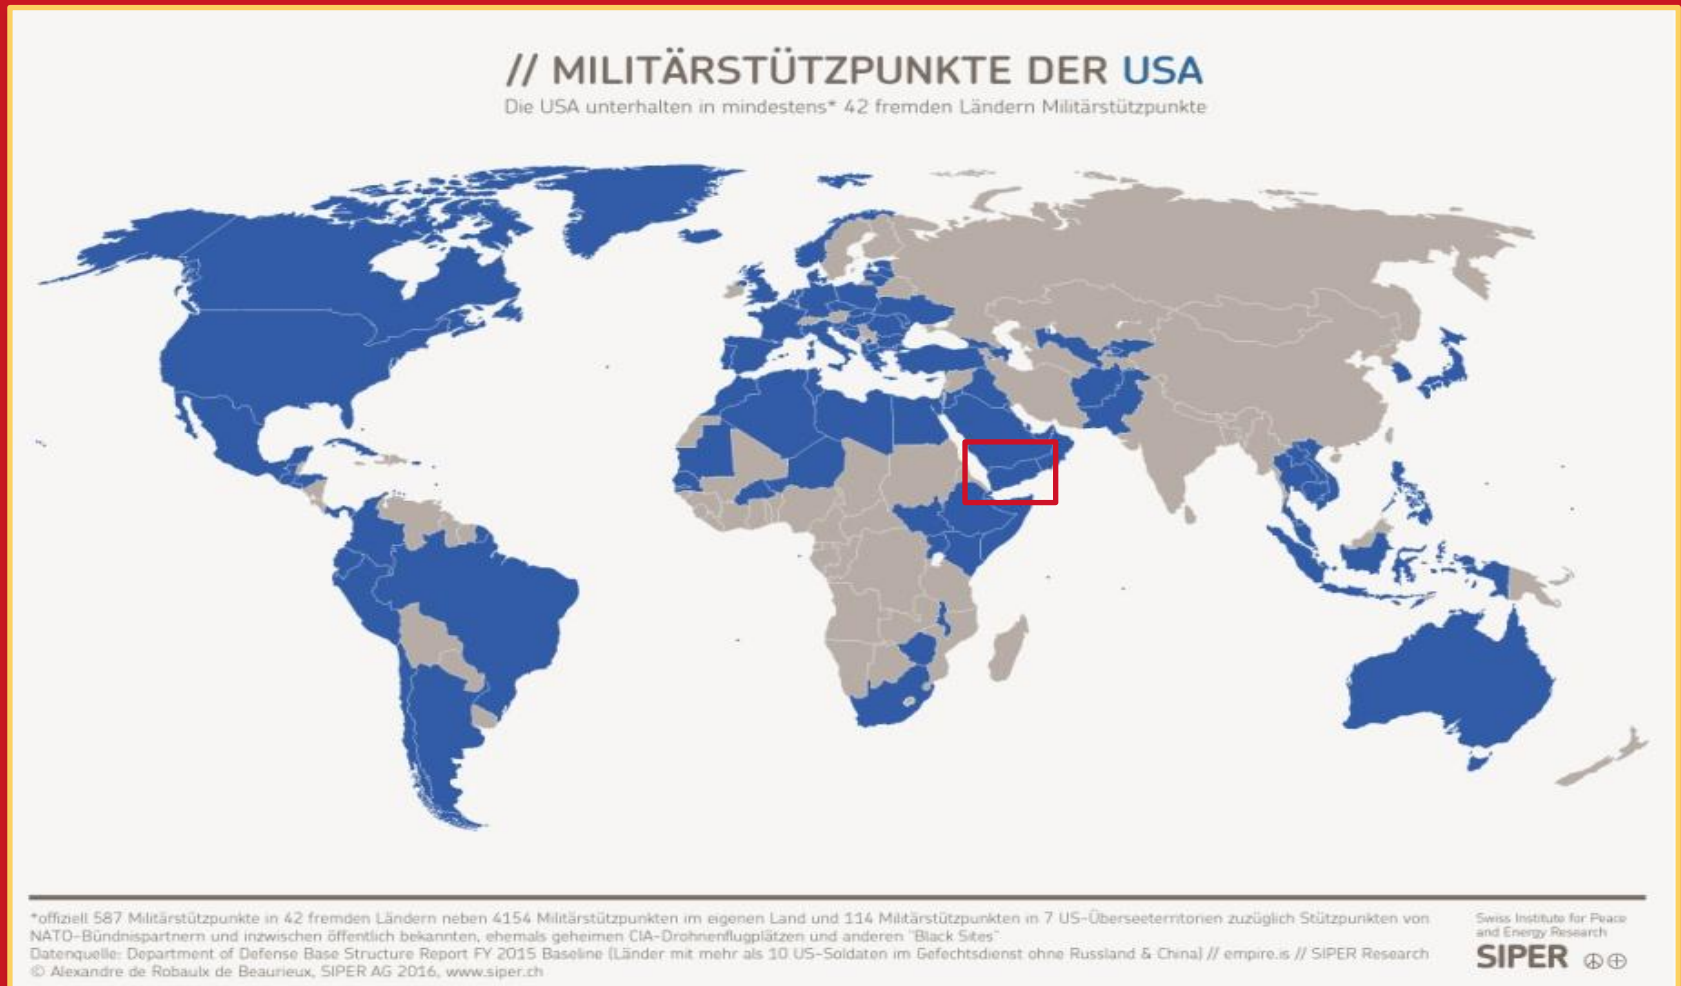 // MILITÄRSTÜTZPUNKTE DER USA
Die USA unterhalten in mindestens* 42 fremden Ländern Militärstützpunkte
*offiziell 587 Militärstützpunkte in 42 fremden Ländern neben 4154 Militärstützpunkten im eigenen Land und 114 Militärstützpunkten in 7 US-Überseeterritorien zuzüglich Stützpunkten von
NATO-Bündnispartnern und inzwischen öffentlich bekannten, ehemals geheimen CIA-Drohnenflugplätzen und anderen "Black Sites"
Datenquelle: Department of Defense Base Structure Report FY 2015 Baseline (Länder mit mehr als 10 US-Soldaten im Gefechtsdienst ohne Russland & China) // empire.is // SIPER Research
© Alexandre de Robaulx de Beaurieux, SIPER AG 2016, www.siper.ch
Swiss Institute for Peace
and Energy Research
SIPER